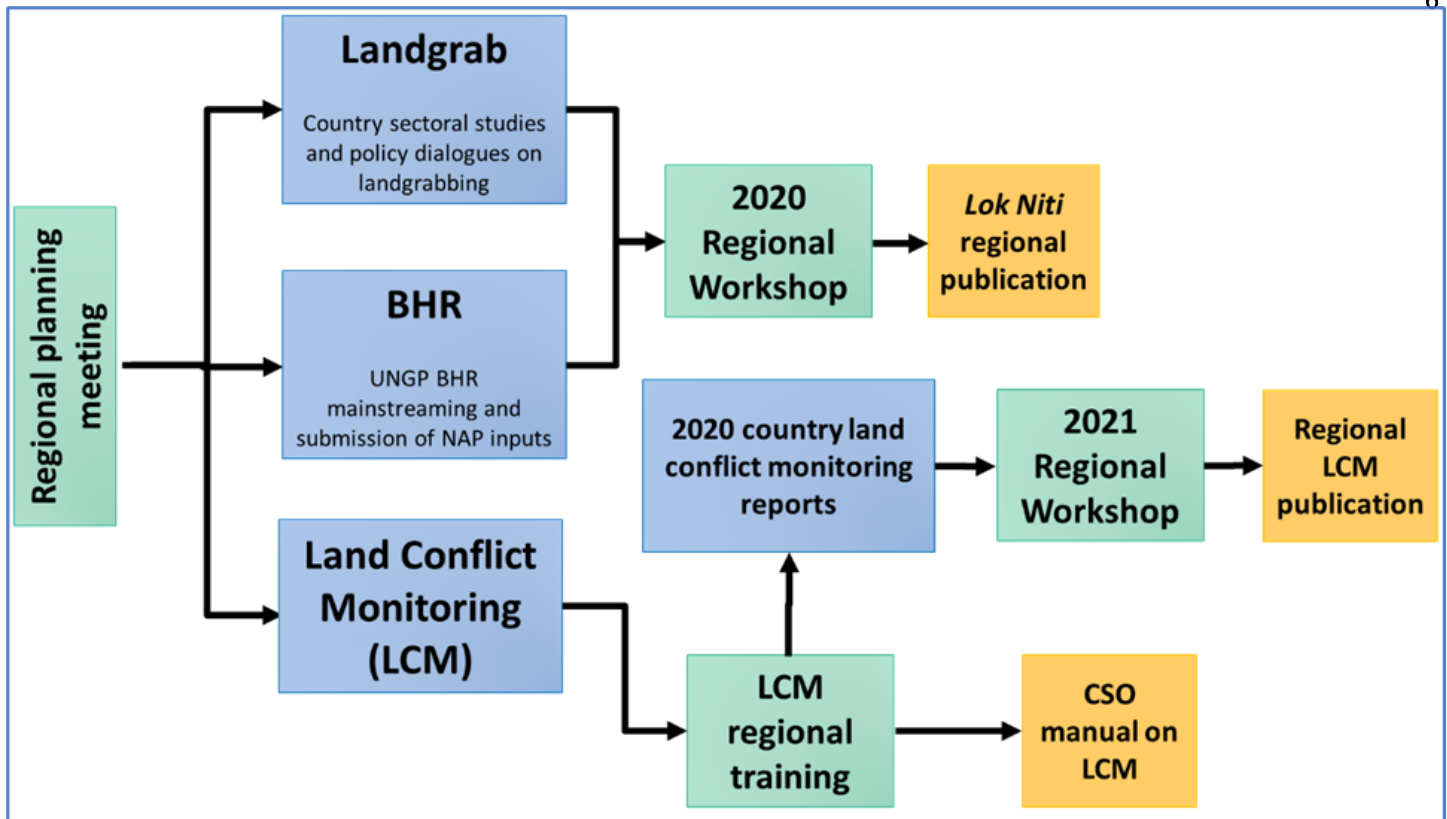 6
Regional planning
meeting
Landgrab
Country sectoral studies
and policy dialogues on
landgrabbing
BHR
UNGP BHR
mainstreaming and
submission of NAP inputs
Land Conflict
Monitoring
(LCM)
2020
Regional
Workshop
Lok Niti
regional
publication
2020 country land
conflict monitoring
reports
2021
Regional
Workshop
Regional
LCM
publication
LCM
regional
training
CSO
manual on
LCM